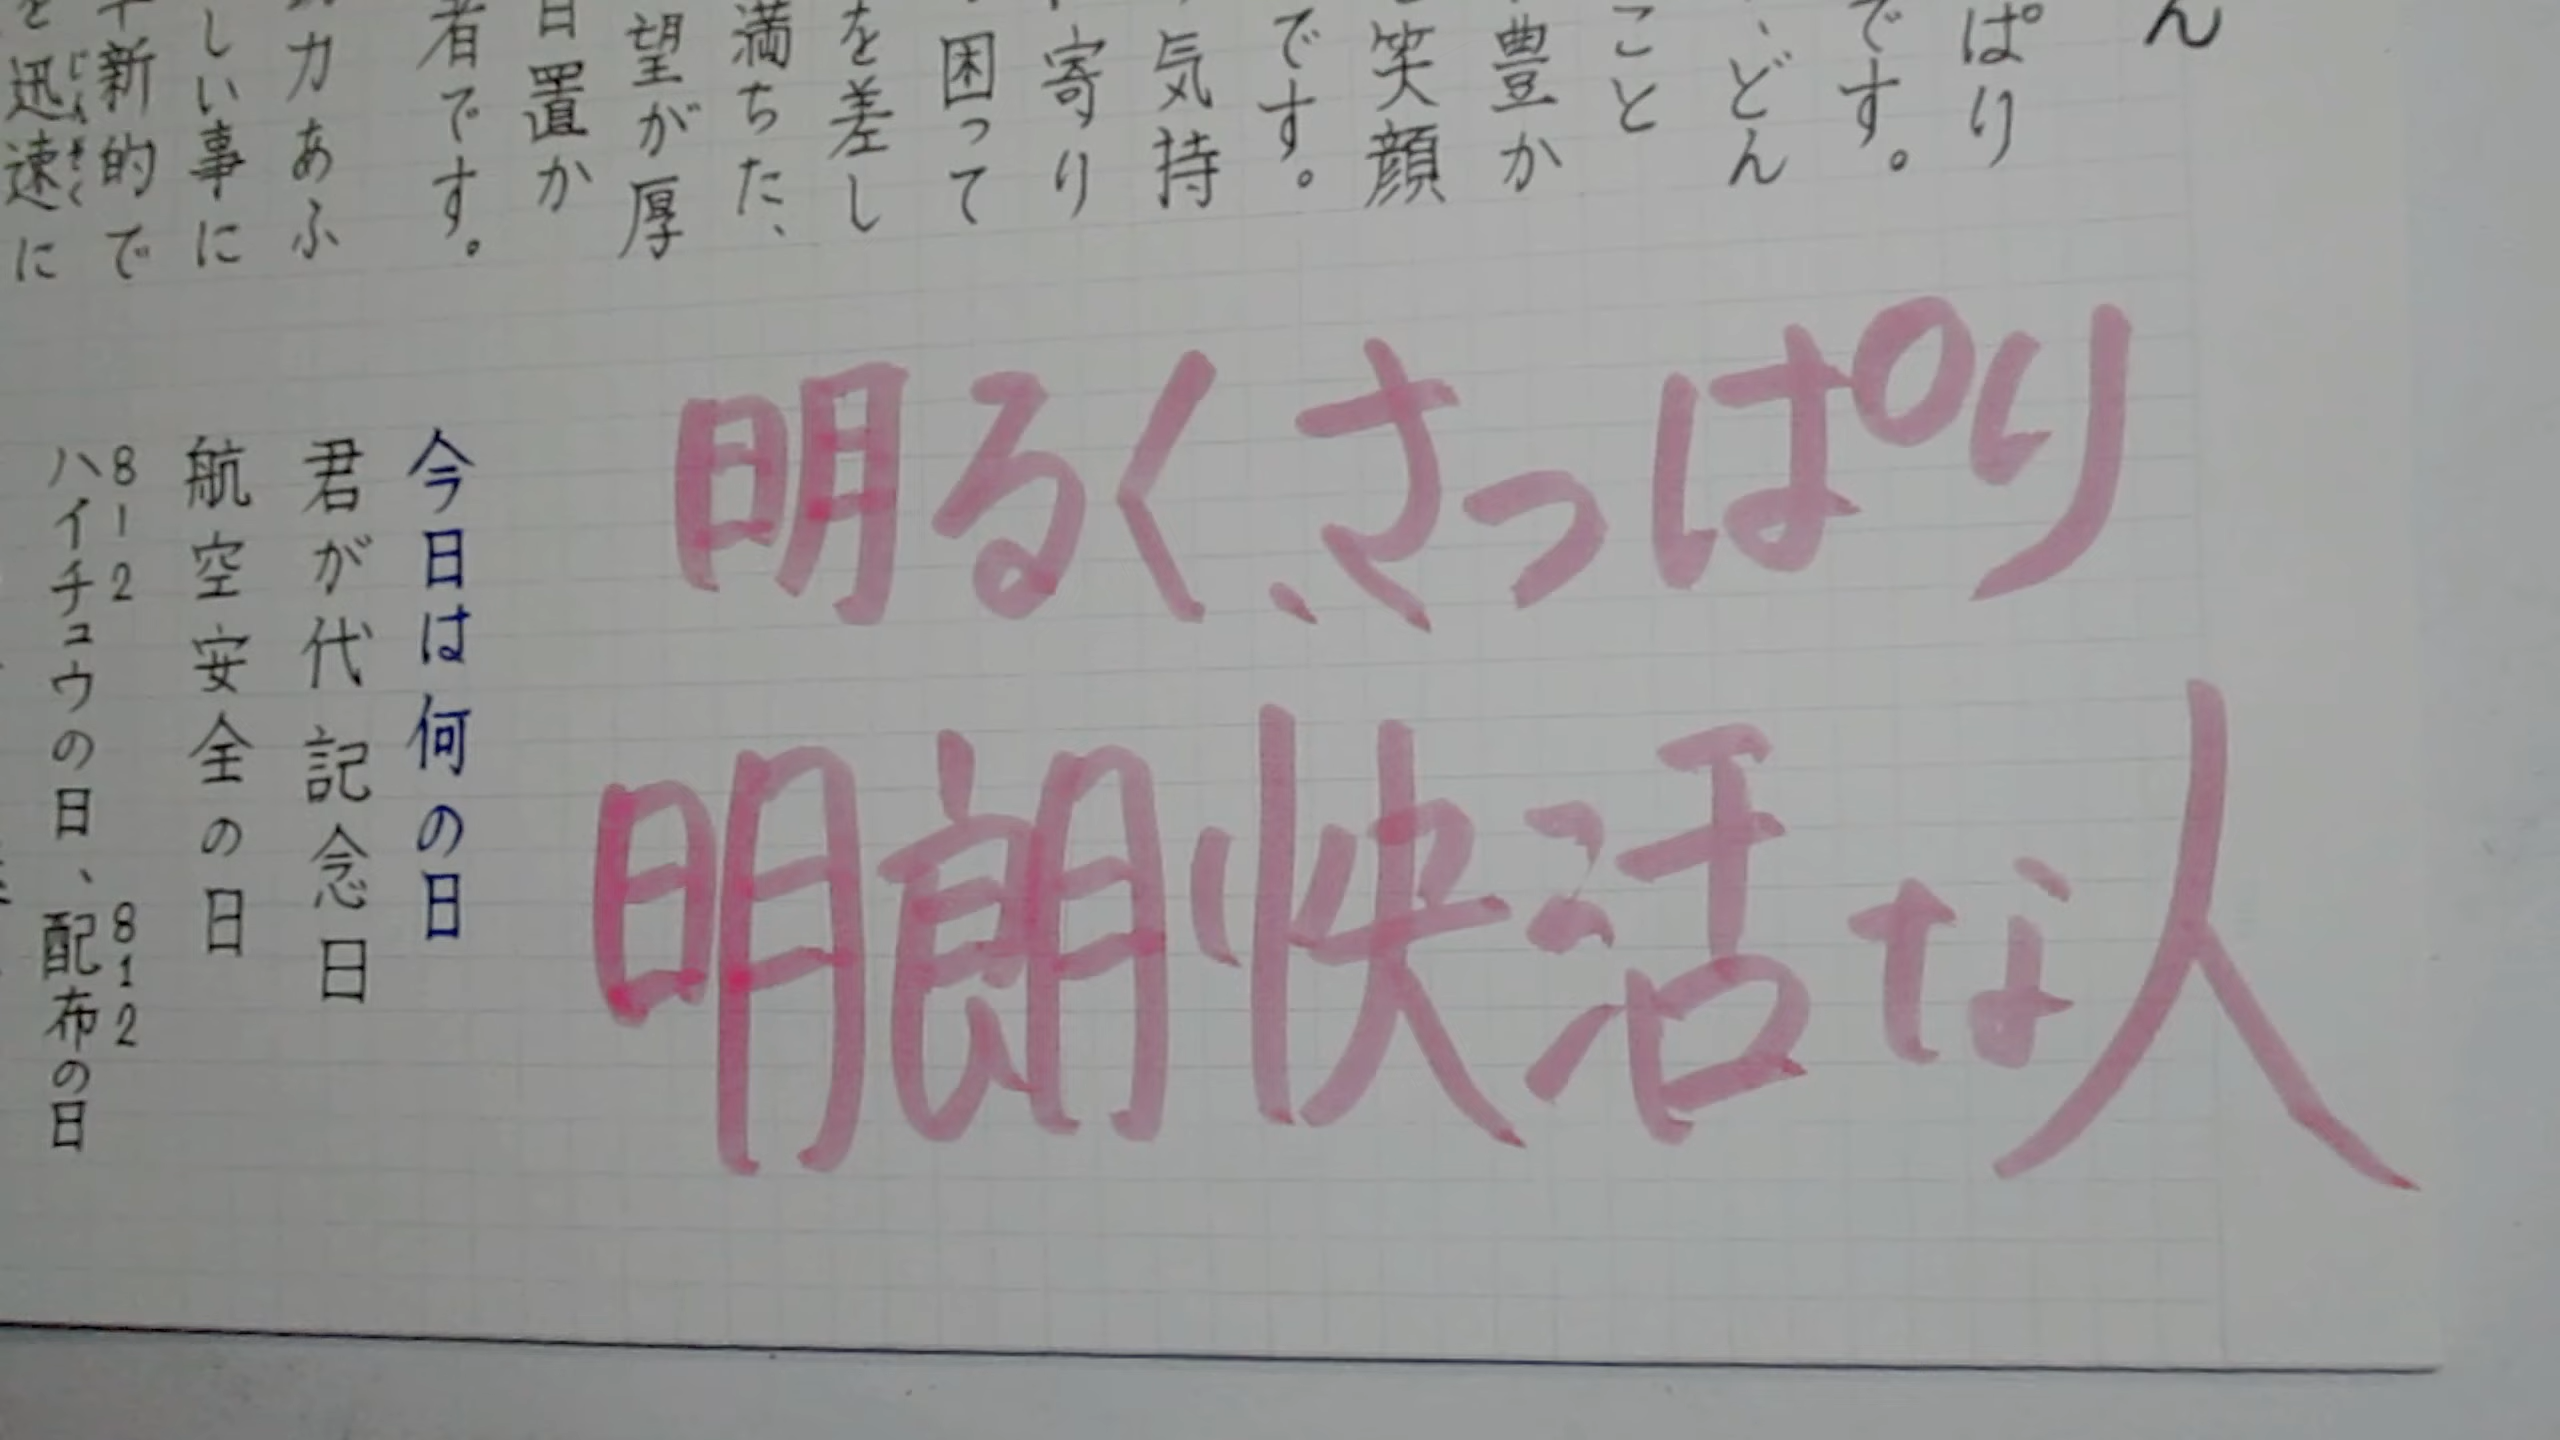 ん
ぱり
です。
、どん
こと
豊か
笑顔
です。
気持
寄り
困って
を差し
満ちた、
望が厚
日置か
者です。
力あふ
しい事に
新的で
を迅速に
じんそく
明るく、さっぱり
明朗快活な人
今日は何の日
君が代記念日
航空安全の日
ハイチュウの日、配布の日
8-2 812